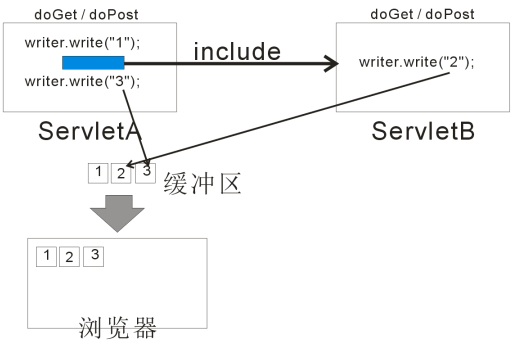 doGet / doPost
doGet / doPost
writer.write("1");
include
writer.write("2");
writer.write("3");
ServletA
ServletB
1 2 3
缓冲区
1 2 3
浏览器